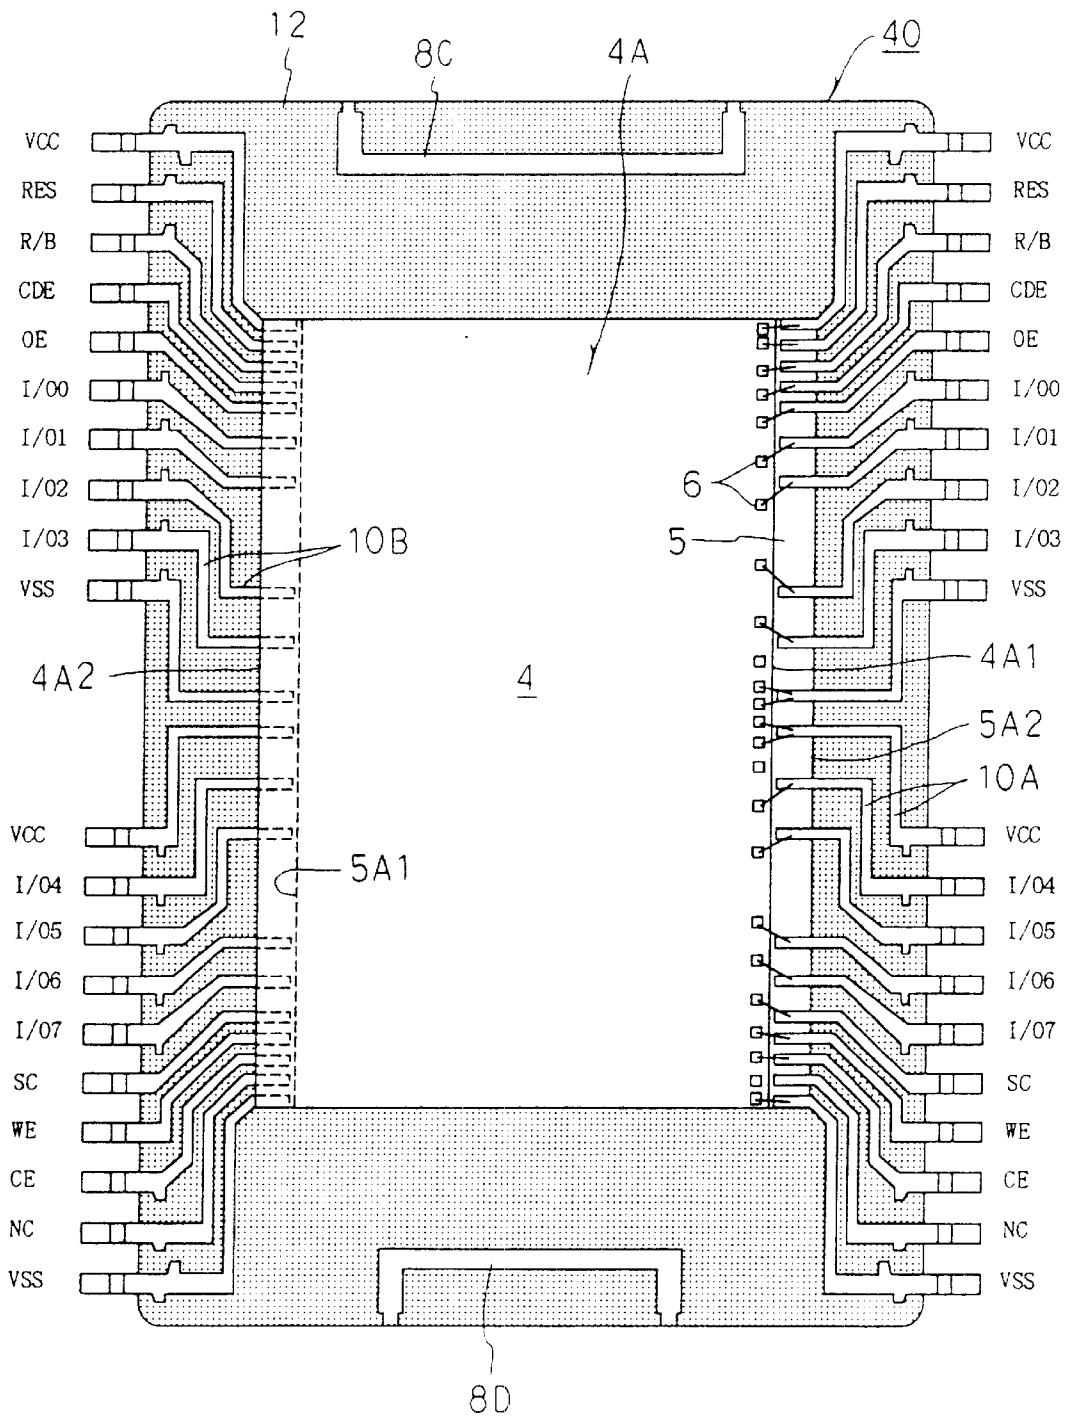 12
8C
4A
40
VCC
VCC
RES
RES
R/B
R/B
CDE
CDE
OE
OE
I/00
I/00
I/01
I/01
I/02
I/02
6
I/03
I/03
10B
5
VSS
VSS
4A2
4
4A1
5A2
10A
VCC
VCC
5A1
I/04
I/04
I/05
I/05
I/06
I/06
I/07
I/07
SC
SC
WE
WE
CE
CE
NC
NC
VSS
VSS
8D